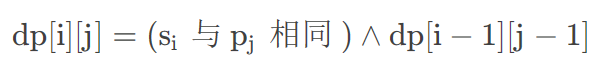 dp[i][j] = (sᵢ 与 pⱼ 相同 ) ∧ dp[i − 1][j − 1]